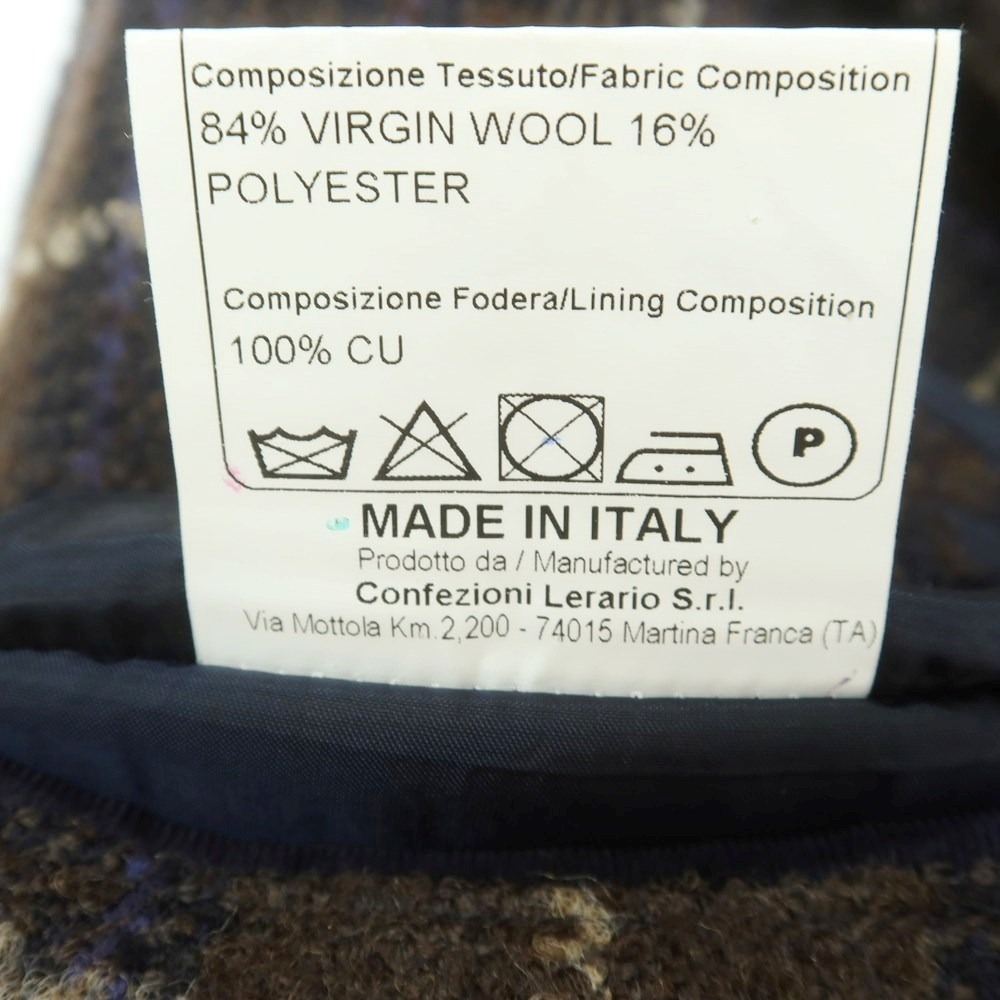 Composizione Tessuto/Fabric Composition
84% VIRGIN WOOL 16%
POLYESTER
Composizione Fodera/Lining Composition
100% CU
P
MADE IN ITALY
Prodotto da / Manufactured by
Confezioni Lerario S.r.l.
Via Mottola Km.2,200 - 74015 Martina Franca (TA)